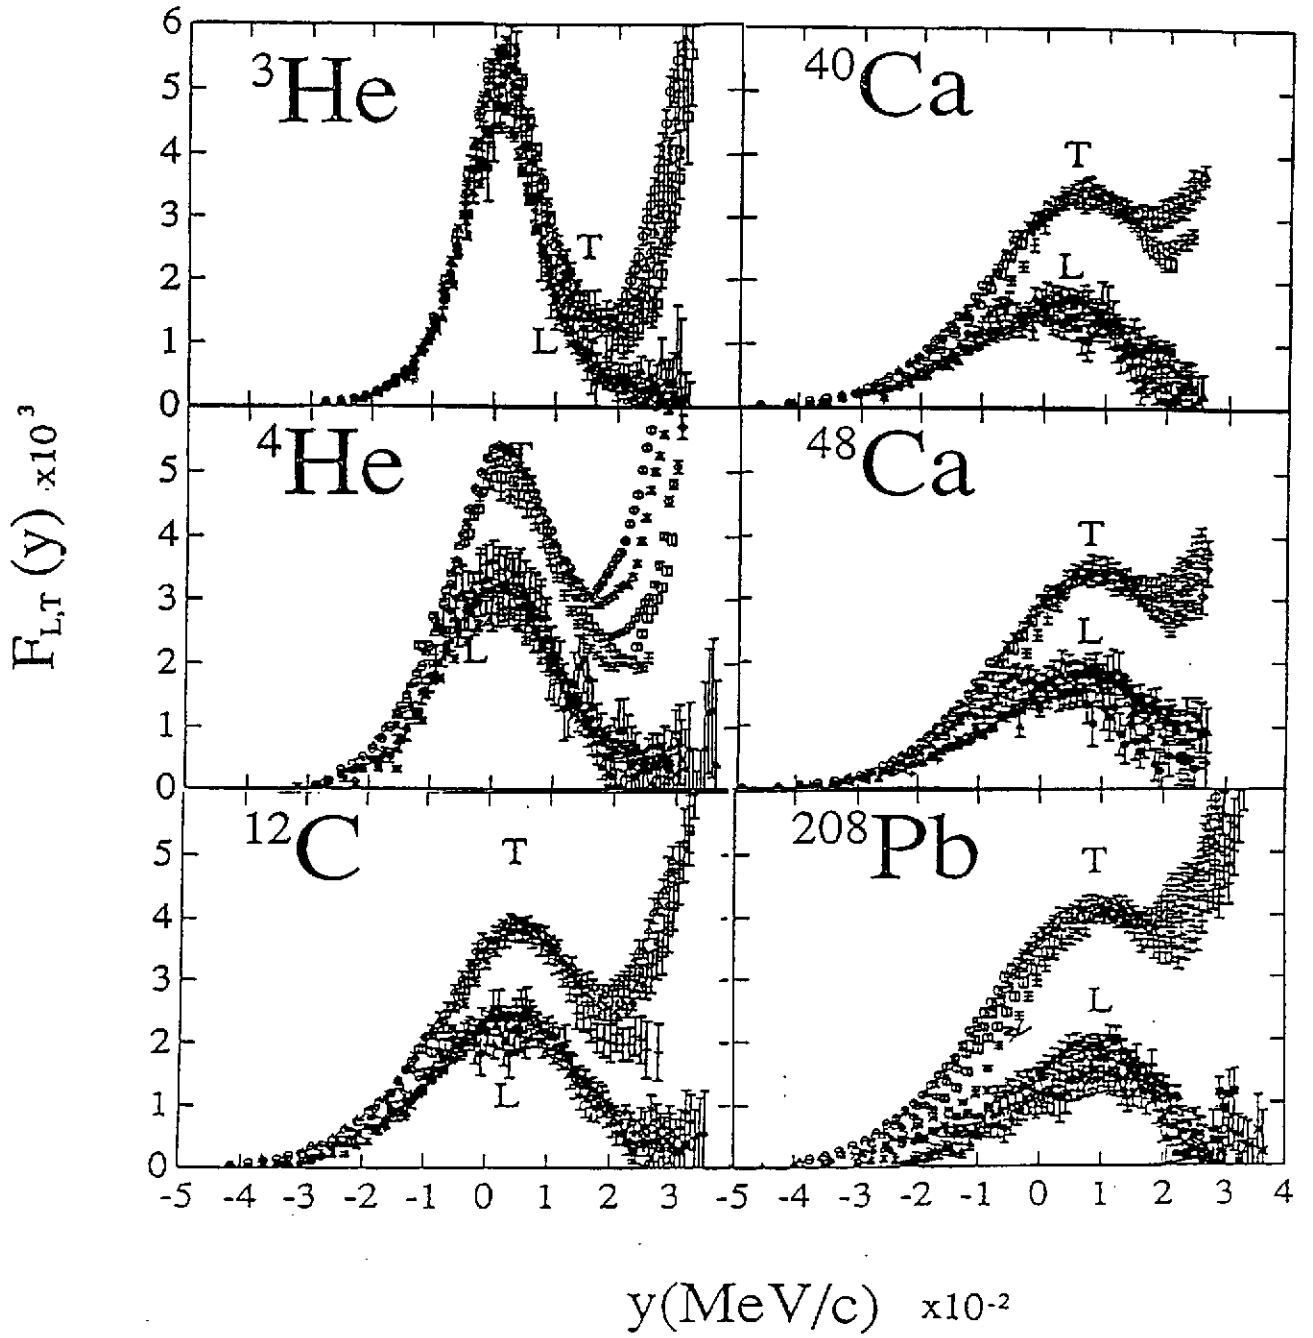 6
5
4
3
2
1
0
³He
T
L
⁴⁰Ca
T
L
5
4
3
2
1
0
⁴He
T
L
⁴⁸Ca
T
L
5
4
3
2
1
0
¹²C
T
L
²⁰⁸Pb
T
L
-5 -4 -3 -2 -1 0 1 2 3 -5 -4 -3 -2 -1 0 1 2 3 4
F_L,T (y) x10³
y(MeV/c) x10⁻²